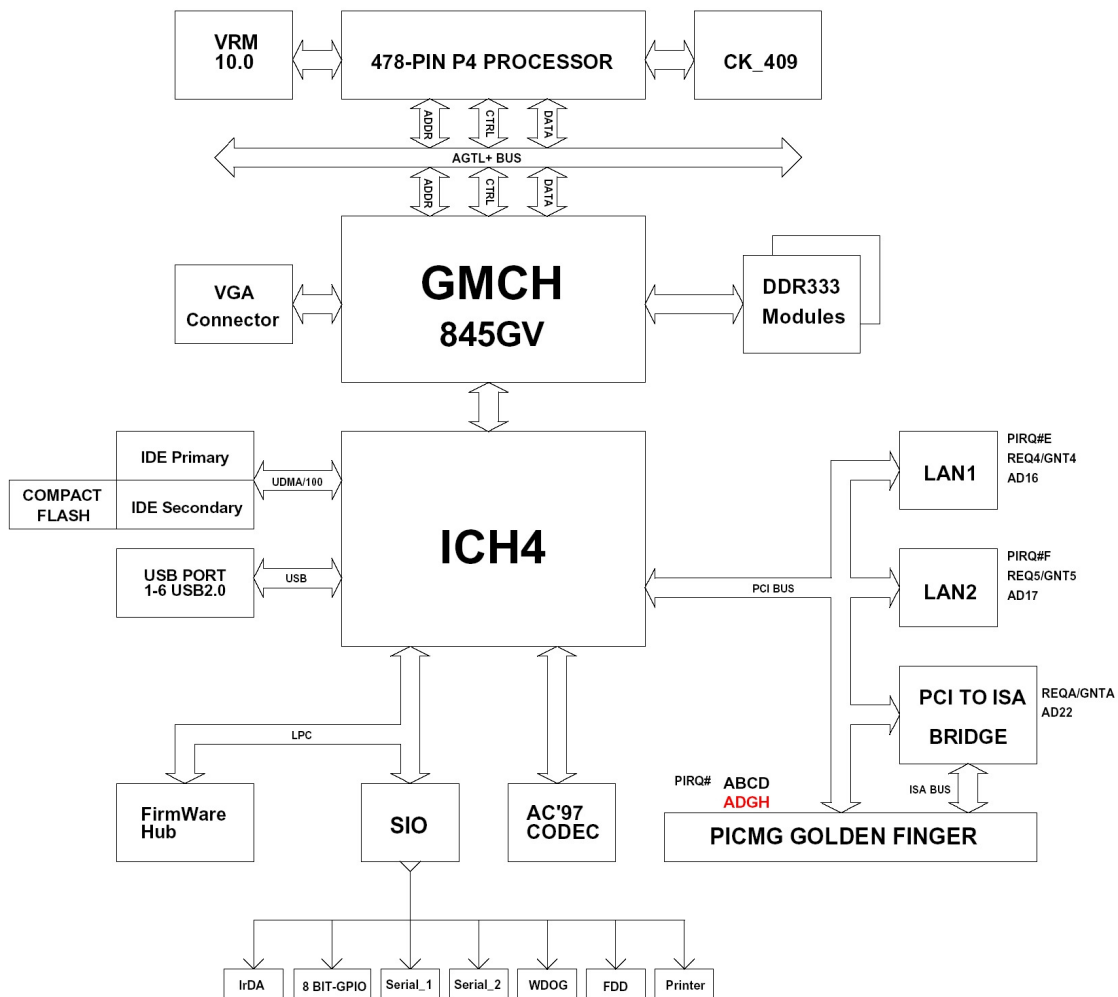 VRM
10.0
478-PIN P4 PROCESSOR
CK_409
ADDR
CTRL
DATA
AGTL+ BUS
ADDR
CTRL
DATA
GMCH
845GV
VGA
Connector
DDR333
Modules
IDE Primary
UDMA/100
COMPACT
FLASH
IDE Secondary
ICH4
USB PORT
1-6 USB2.0
USB
PCI BUS
LAN1
PIRQ#E
REQ4/GNT4
AD16
LAN2
PIRQ#F
REQ5/GNT5
AD17
PCI TO ISA
BRIDGE
REQA/GNTA
AD22
LPC
ISA BUS
PIRQ# ABCD
ADGH
FirmWare
Hub
SIO
AC'97
CODEC
PICMG GOLDEN FINGER
IrDA
8 BIT-GPIO
Serial_1
Serial_2
WDOG
FDD
Printer